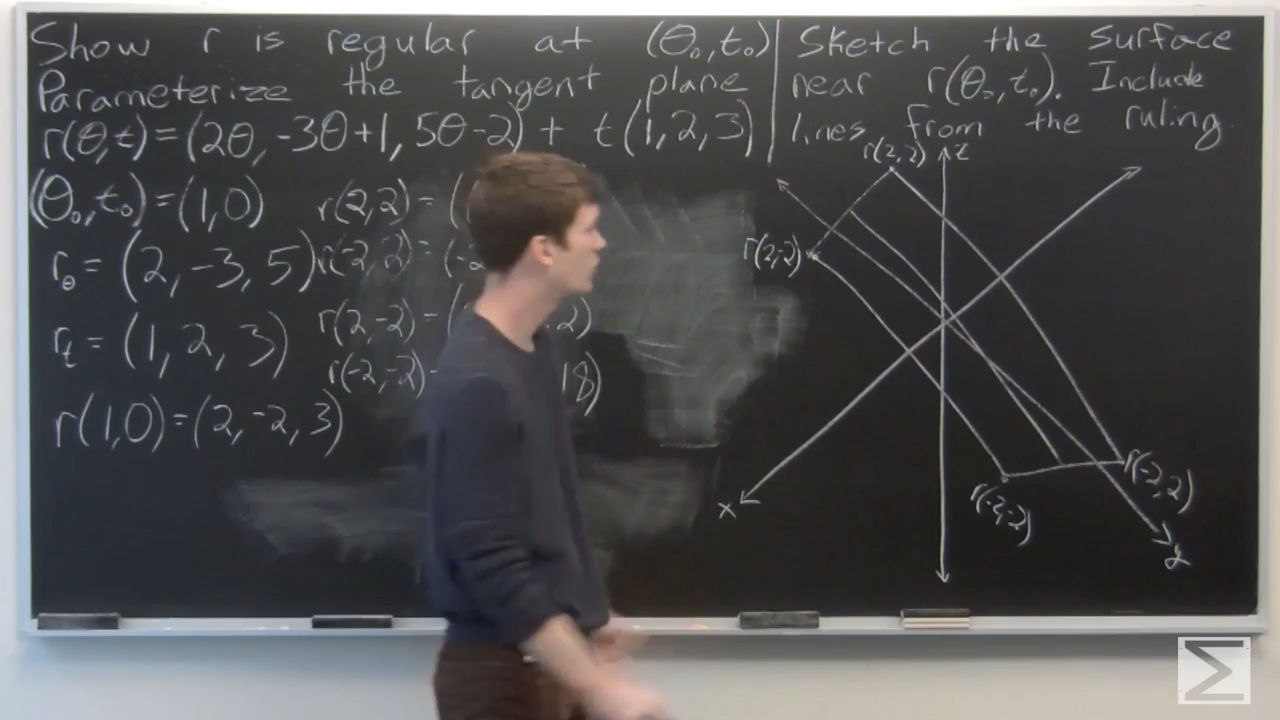 Show r is regular at (θ₀,t₀)
Parameterize the tangent plane
r(θ,t)=(2θ, -3θ+1, 5θ-2) + t(1,2,3)
(θ₀,t₀)=(1,0)
r_θ = (2,-3,5)
r_t = (1,2,3)
r(1,0)=(2,-2,3)
r(2,2)=(
r(-2,2)=(-2
r(2,-2)=( ,2)
r(-2,-2)= 18)
Sketch the surface
near r(θ₀,t₀). Include
lines from the ruling.
r(2,2) z
r(2,-2)
x
r(-2,-2)
r(-2,2)
y
Σ